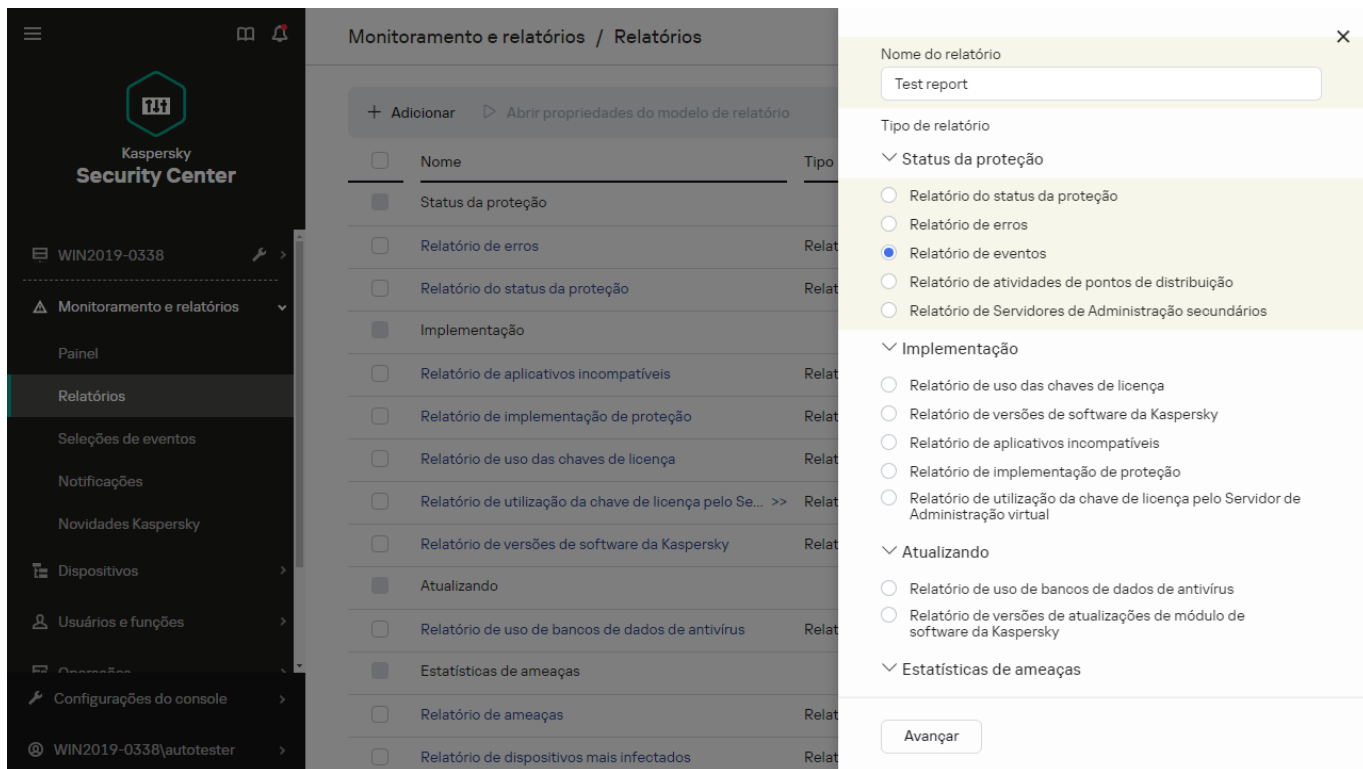 Kaspersky
Security Center
WIN2019-0338
Monitoramento e relatórios
Painel
Relatórios
Seleções de eventos
Notificações
Novidades Kaspersky
Dispositivos
Usuários e funções
Operações
Configurações do console
WIN2019-0338\autotester
Monitoramento e relatórios / Relatórios
+ Adicionar Abrir propriedades do modelo de relatório
Nome Tipo
Status da proteção
Relatório de erros Relat
Relatório do status da proteção Relat
Implementação
Relatório de aplicativos incompatíveis Relat
Relatório de implementação de proteção Relat
Relatório de uso das chaves de licença Relat
Relatório de utilização da chave de licença pelo Se... >> Relat
Relatório de versões de software da Kaspersky Relat
Atualizando
Relatório de uso de bancos de dados de antivírus Relat
Estatísticas de ameaças
Relatório de ameaças Relat
Relatório de dispositivos mais infectados Relat
Nome do relatório
Test report
Tipo de relatório
Status da proteção
Relatório do status da proteção
Relatório de erros
Relatório de eventos
Relatório de atividades de pontos de distribuição
Relatório de Servidores de Administração secundários
Implementação
Relatório de uso das chaves de licença
Relatório de versões de software da Kaspersky
Relatório de aplicativos incompatíveis
Relatório de implementação de proteção
Relatório de utilização da chave de licença pelo Servidor de
Administração virtual
Atualizando
Relatório de uso de bancos de dados de antivírus
Relatório de versões de atualizações de módulo de
software da Kaspersky
Estatísticas de ameaças
Avançar